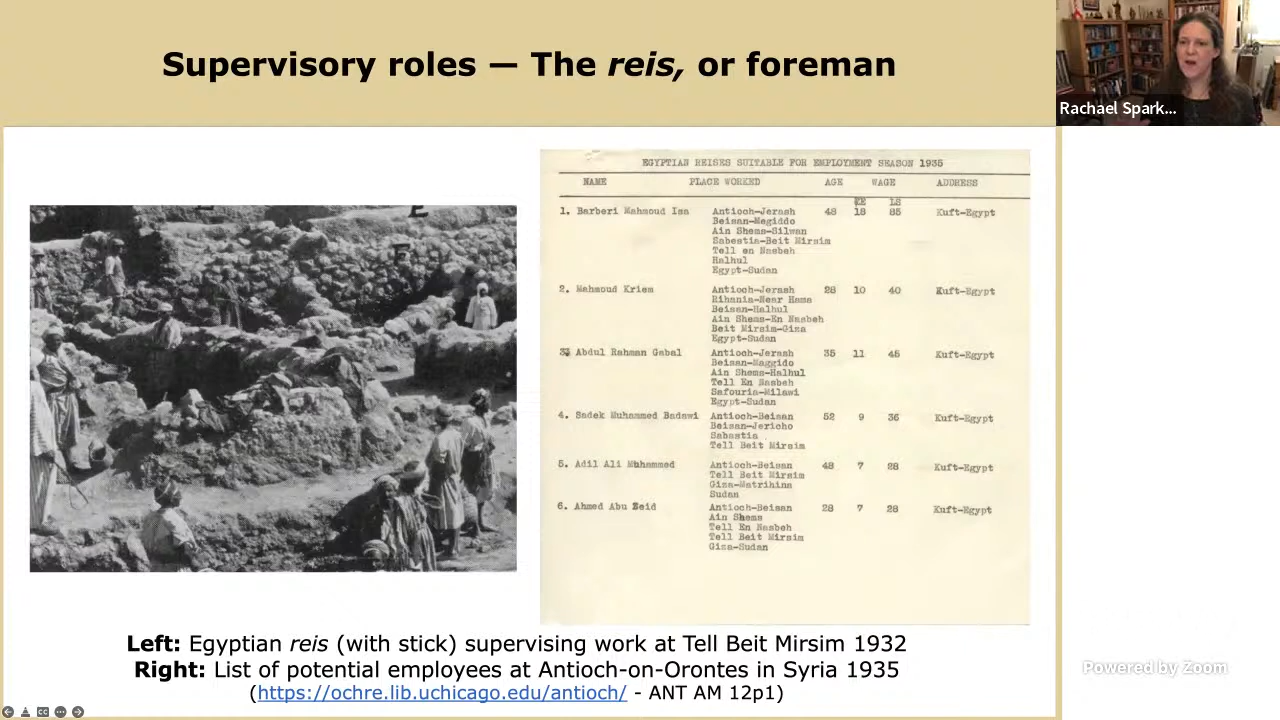 Supervisory roles — The reis, or foreman
Rachael Spark...
EGYPTIAN REISES SUITABLE FOR EMPLOYMENT SEASON 1935
NAME PLACE WORKED AGE WAGE ADDRESS
LS
1. Barberi Mahmoud Issa Antioch-Jerash 48 18 85 Kuft-Egypt
Beisan-Megiddo
Ain Shems-Silwan
Sabastia-Beit Mirsim
Tell en Nasbeh
Halhul
Egypt-Sudan
2. Mahmoud Kriem Antioch-Jerash 28 10 40 Kuft-Egypt
Rihania-Near Hama
Beisan-Halhul
Ain Shems-En Nasbeh
Beit Mirsim-Giza
Egypt-Sudan
3. Abdul Rahman Gabal Antioch-Jerash 35 11 45 Kuft-Egypt
Beisan-Maggido
Ain Shems-Halhul
Tell En Nasbeh
Safouria-Milawi
Egypt-Sudan
4. Sadek Muhammed Badawi Antioch-Beisan 52 9 36 Kuft-Egypt
Beisan-Jericho
Sabastia
Tell Beit Mirsim
5. Adil Ali Muhammed Antioch-Beisan 48 7 28 Kuft-Egypt
Tell Beit Mirsim
Giza-Matrihina
Sudan
6. Ahmed Abu Zeid Antioch-Beisan 28 7 28 Kuft-Egypt
Ain Shems
Tell En Nasbeh
Tell Beit Mirsim
Giza-Sudan
Left: Egyptian reis (with stick) supervising work at Tell Beit Mirsim 1932
Right: List of potential employees at Antioch-on-Orontes in Syria 1935
(https://ochre.lib.uchicago.edu/antioch/ - ANT AM 12p1)
Powered by Zoom